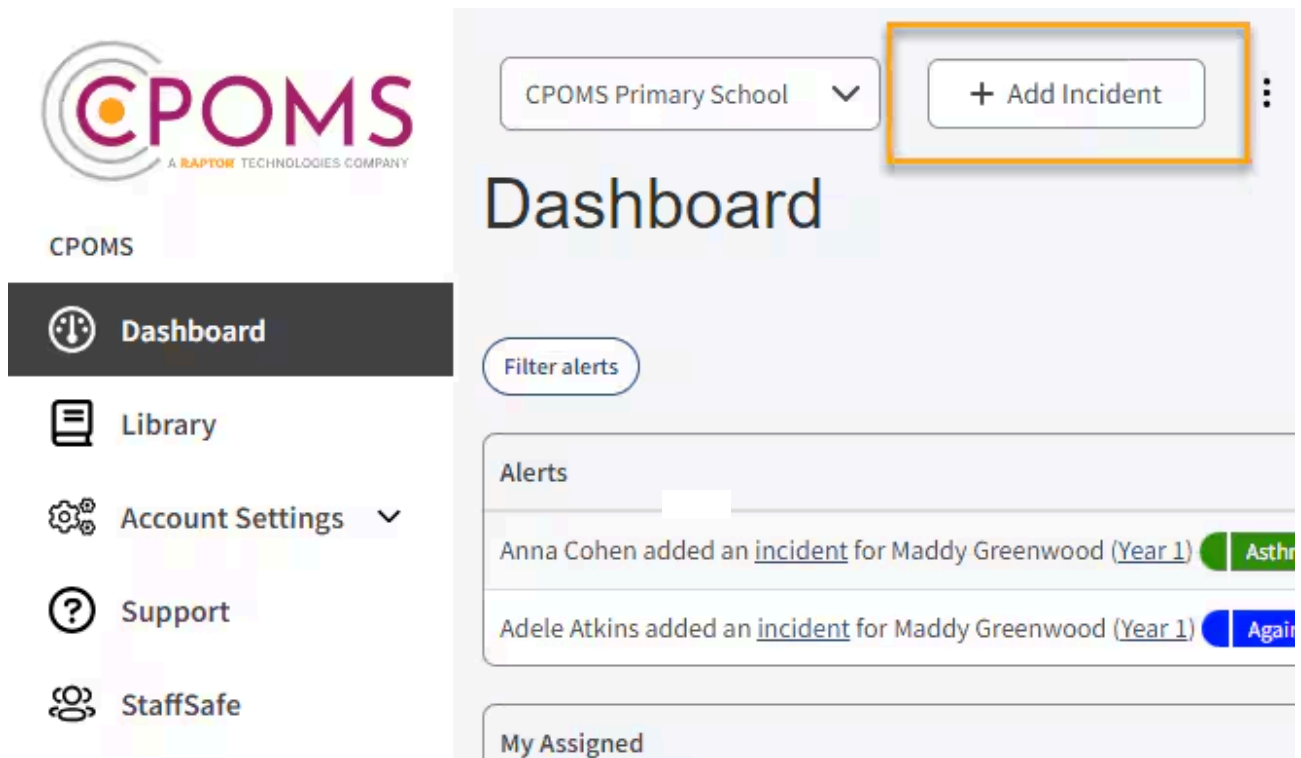 CPOMS
A RAPTOR TECHNOLOGIES COMPANY
CPOMS
Dashboard
Library
Account Settings
Support
StaffSafe
CPOMS Primary School
+ Add Incident
Dashboard
Filter alerts
Alerts
Anna Cohen added an incident for Maddy Greenwood (Year 1)
Adele Atkins added an incident for Maddy Greenwood (Year 1)
My Assigned